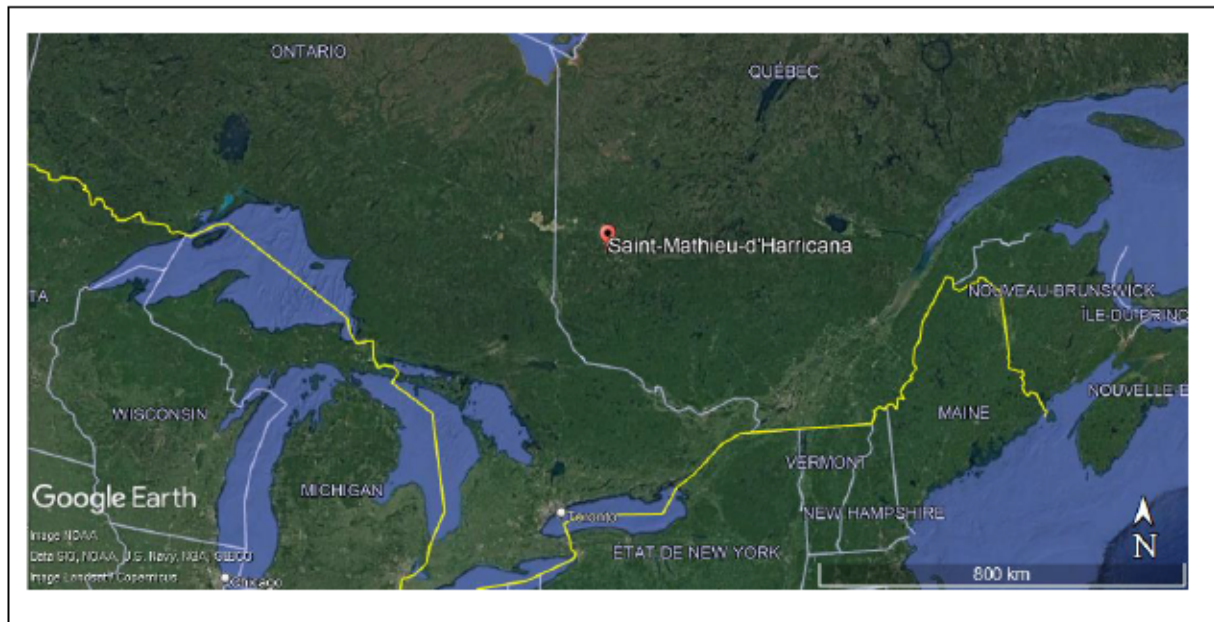 ONTARIO
QUÉBEC
Saint-Mathieu-d'Harricana
TA
NOUVEAU-BRUNSWICK
ÎLE-DU-PRINC
NOUVELLE-E
WISCONSIN
MAINE
VERMONT
MICHIGAN
Google Earth
NEW HAMPSHIRE
Toronto
N
Image NOAA
ÉTAT DE NEW YORK
Data SIO, NOAA, U.S. Navy, NGA, GEBCO
800 km
Image Landsat / Copernicus
Chicago